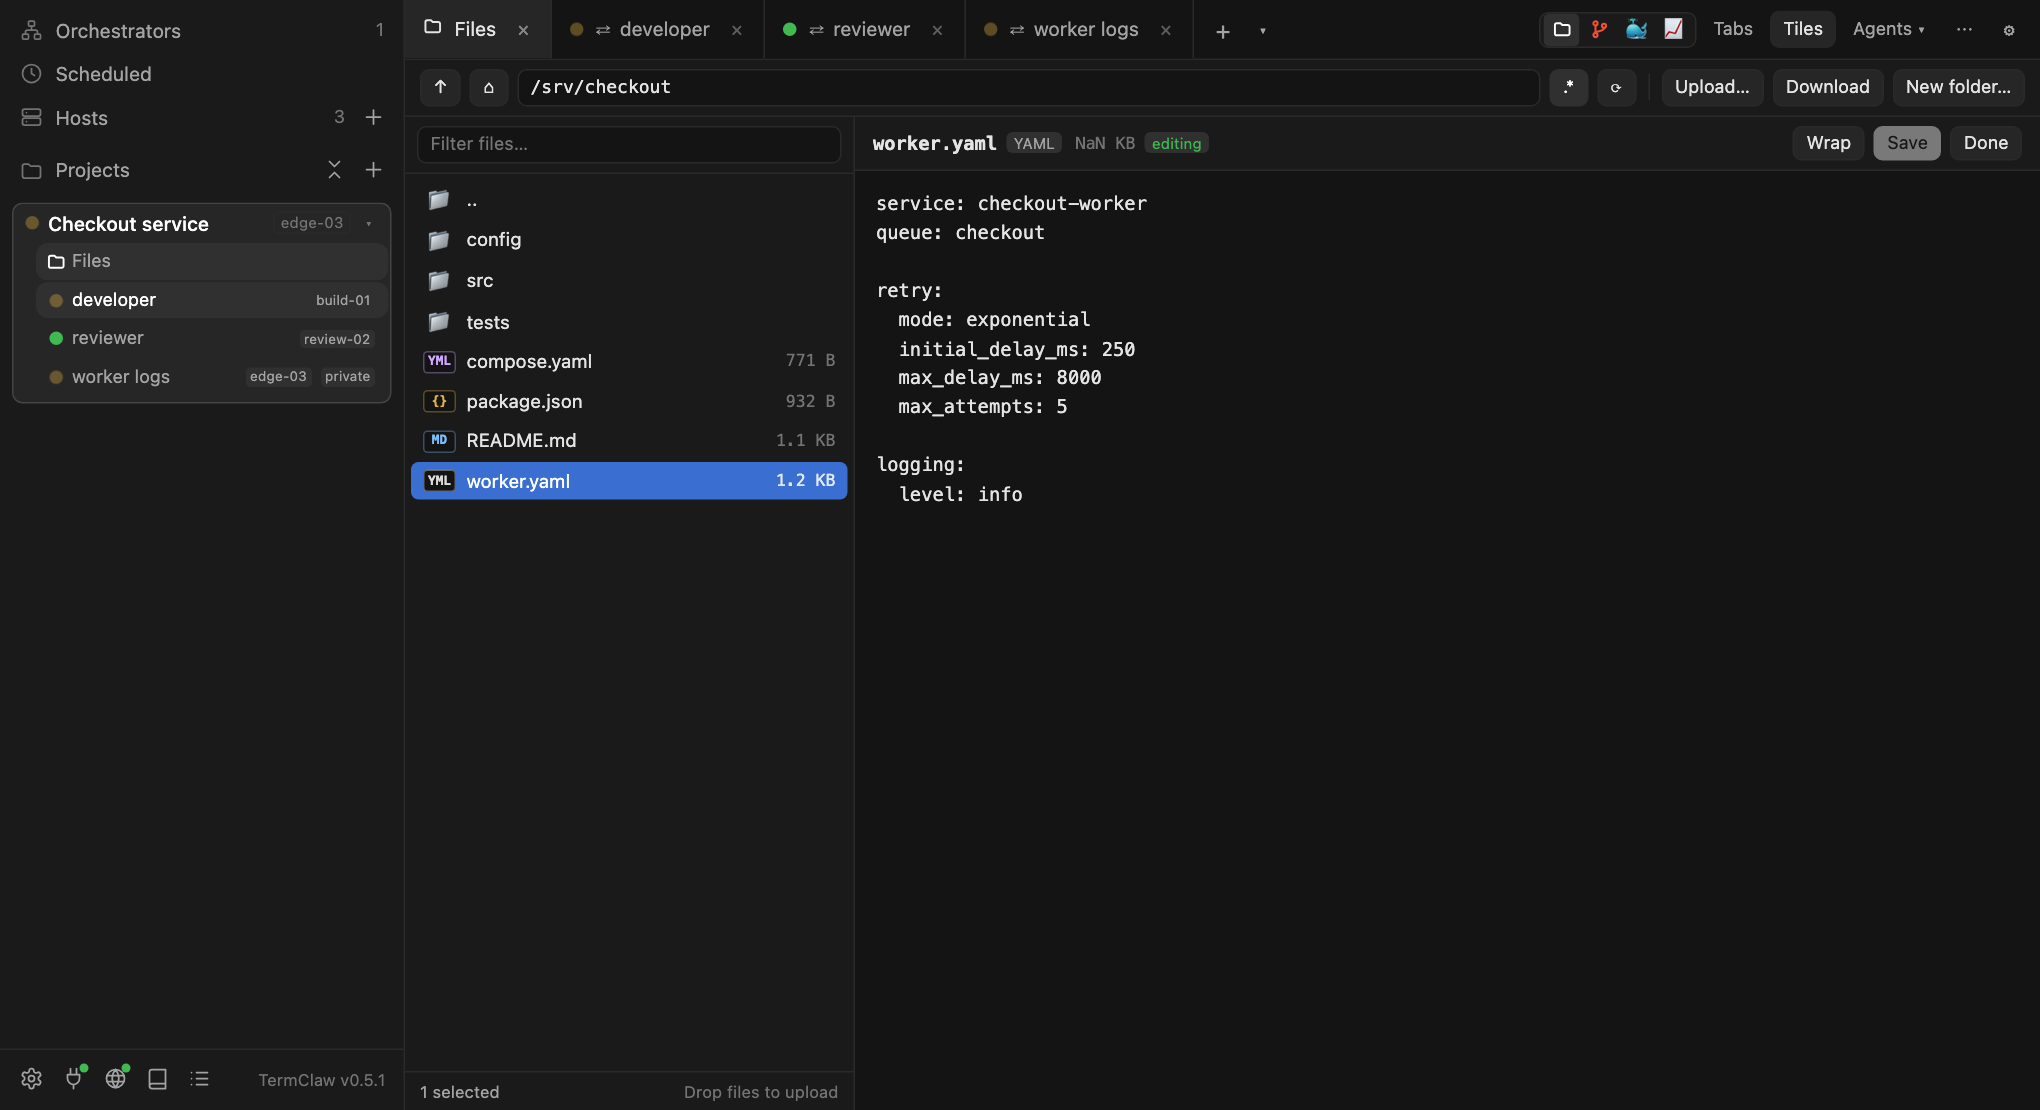 Orchestrators 1
Scheduled
Hosts 3 +
Projects +
Checkout service edge-03
Files
developer build-01
reviewer review-02
worker logs edge-03 private
TermClaw v0.5.1
Files ×
developer ×
reviewer ×
worker logs ×
+
Tabs
Tiles
Agents
...
/srv/checkout
.*
Upload...
Download
New folder...
Filter files...
..
config
src
tests
YML compose.yaml 771 B
{} package.json 932 B
MD README.md 1.1 KB
YML worker.yaml 1.2 KB
1 selected
Drop files to upload
worker.yaml YAML NaN KB editing
Wrap
Save
Done
service: checkout-worker
queue: checkout
retry:
  mode: exponential
  initial_delay_ms: 250
  max_delay_ms: 8000
  max_attempts: 5
logging:
  level: info